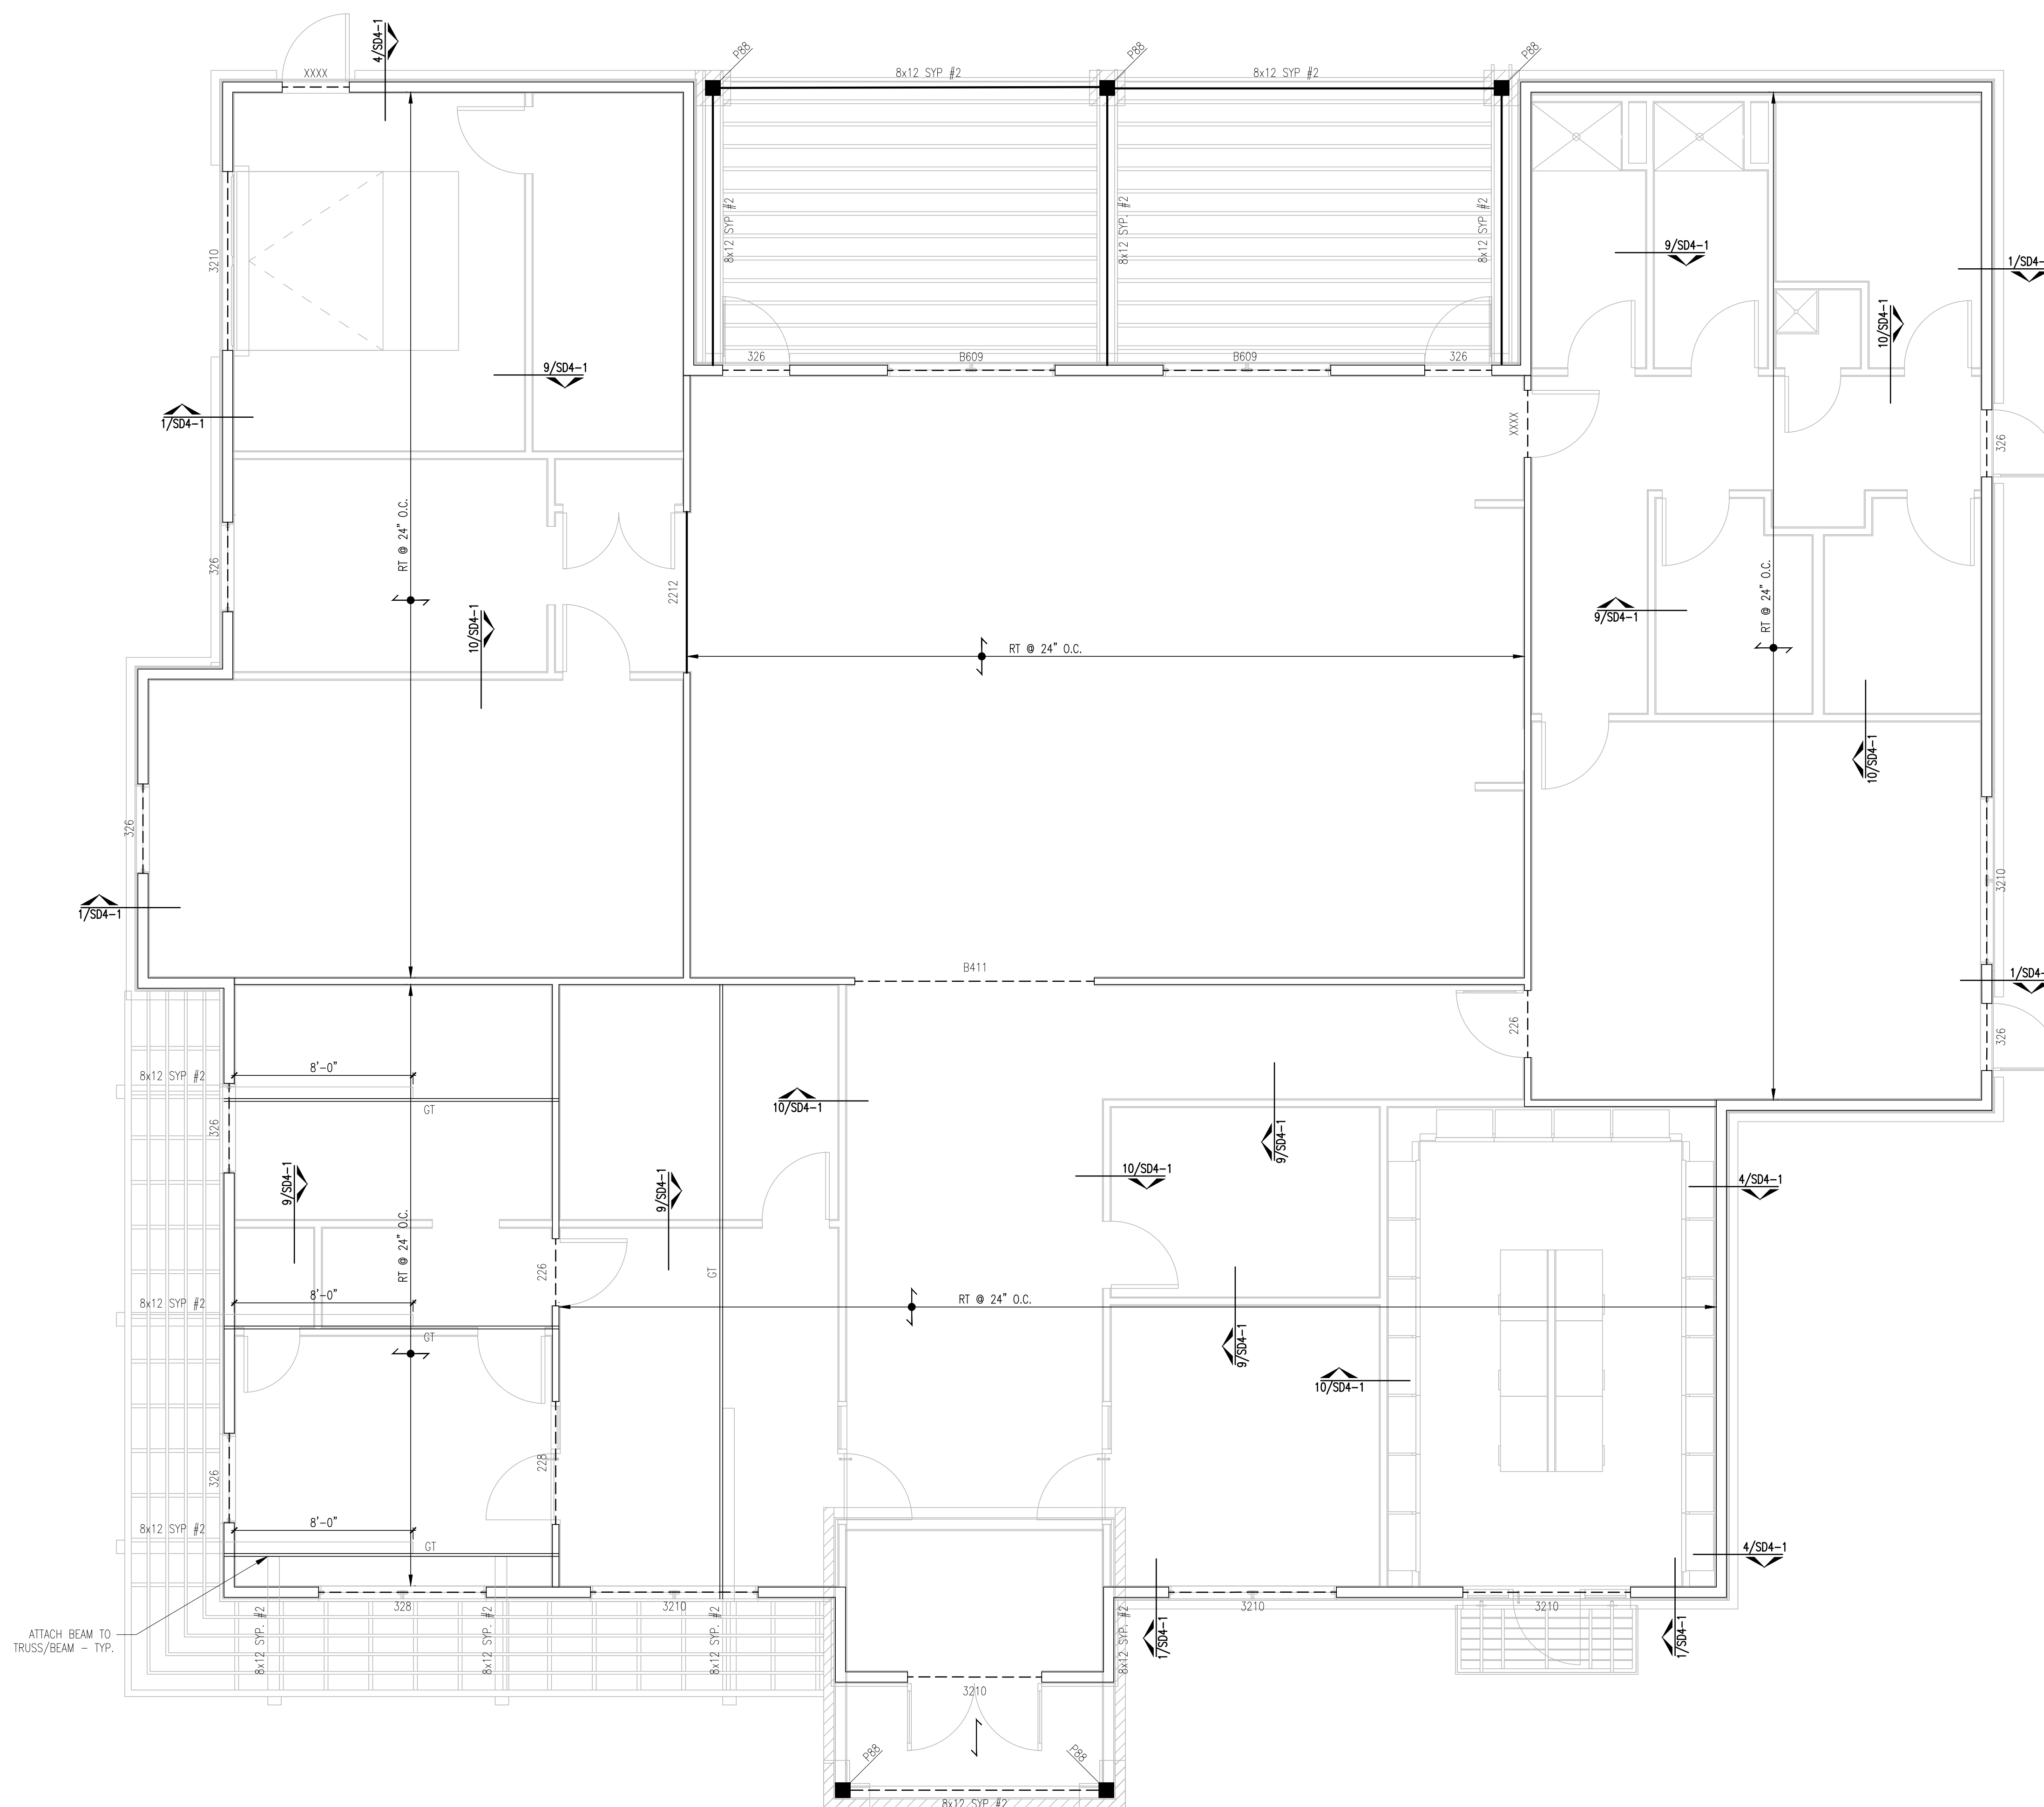 4/SD4-1
P88
P88
P88
XXXX
8x12 SYP #2
8x12 SYP #2
8x12 SYP #2
8x12 SYP. #2
8x12 SYP #2
9/SD4-1
1/SD4-
3210
10/SD4-1
326
B609
B609
326
9/SD4-1
1/SD4-1
XXXX
326
RT @ 24" O.C.
326
2212
10/SD4-1
RT @ 24" O.C.
9/SD4-1
RT @ 24" O.C.
10/SD4-1
326
3210
1/SD4-1
B411
1/SD4-
226
326
8'-0"
8x12 SYP #2
GT
326
10/SD4-1
9/SD4-1
10/SD4-1
4/SD4-1
9/SD4-1
9/SD4-1
RT @ 24" O.C.
226
GT
8'-0"
8x12 SYP #2
RT @ 24" O.C.
GT
9/SD4-1
10/SD4-1
228
326
8'-0"
8x12 SYP #2
GT
4/SD4-1
328
3210
3210
3210
ATTACH BEAM TO
TRUSS/BEAM - TYP.
8x12 SYP. #2
8x12 SYP. #2
8x12 SYP. #2
8x12 SYP. #2
1/SD4-1
1/SD4-1
3210
P88
P88
8x12 SYP #2